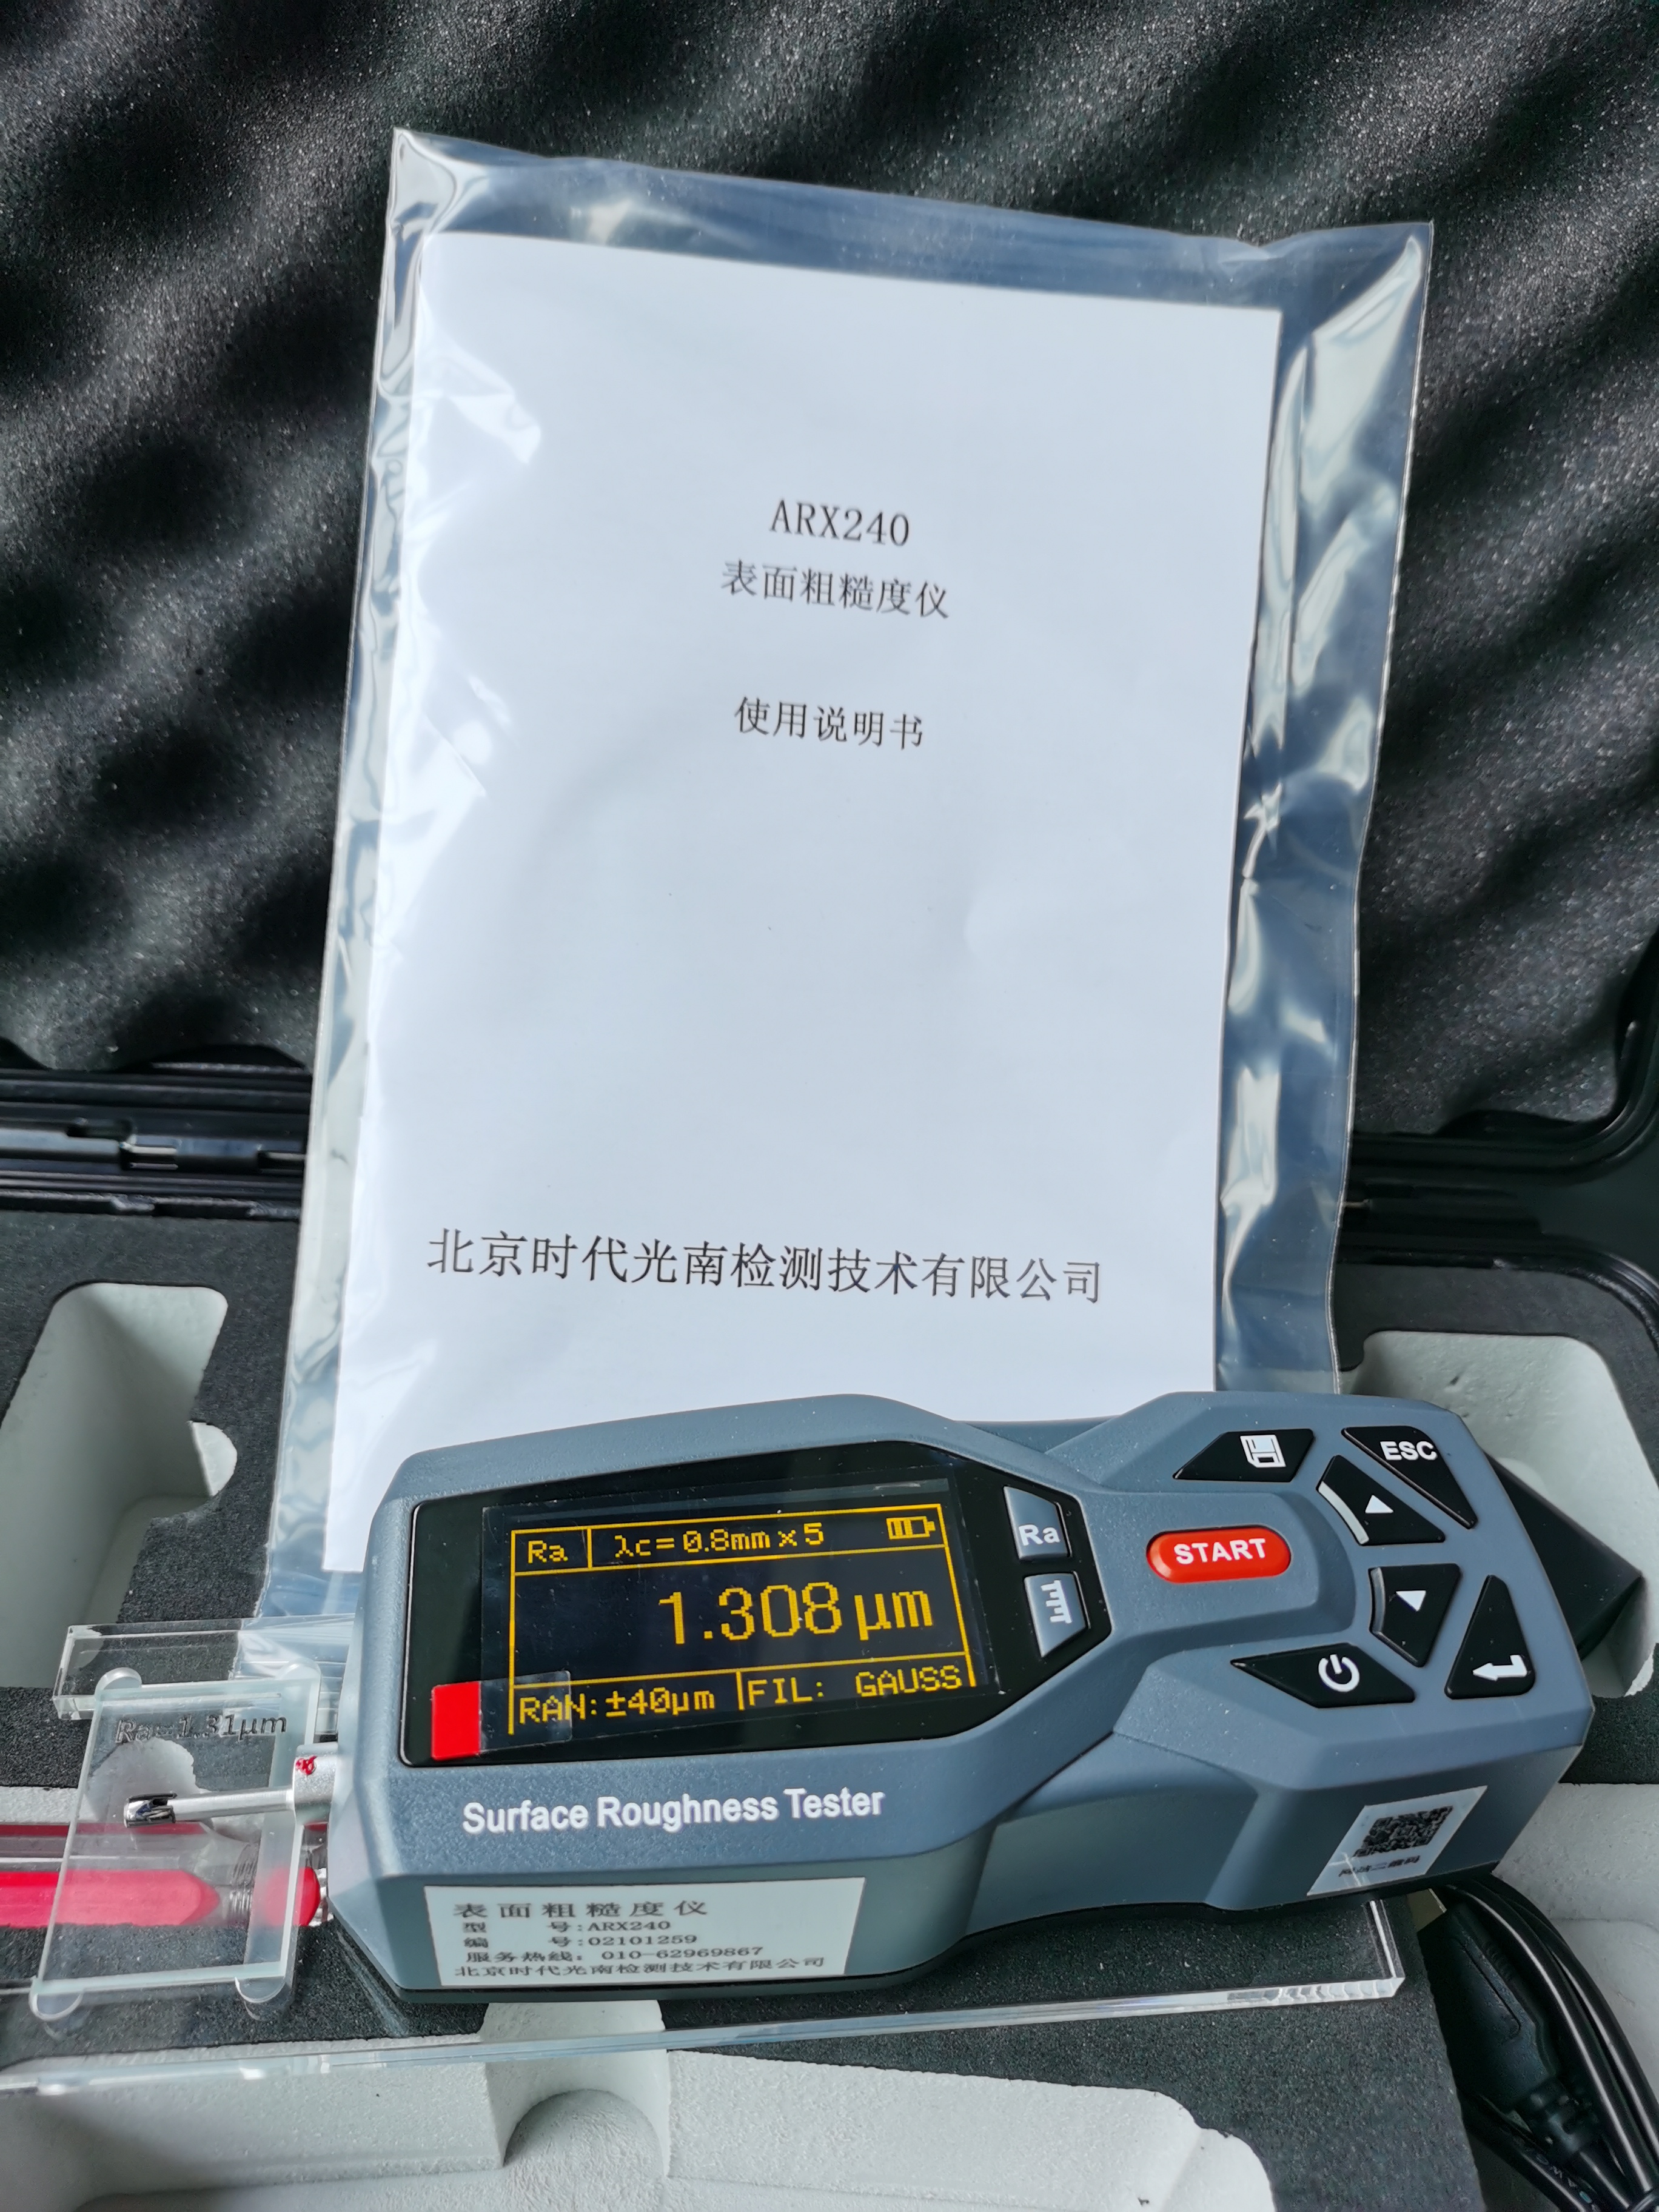 ARX240
表面粗糙度仪
使用说明书
北京时代光南检测技术有限公司
ESC
Ra
START
Ra λc=0.8mm×5
1.308μm
RAN:±40μm FIL: GAUSS
Ra=1.31μm
Surface Roughness Tester
表面粗糙度仪
型 号:ARX240
编 号:02101259
服务热线: 010-62969867
北京时代光南检测技术有限公司